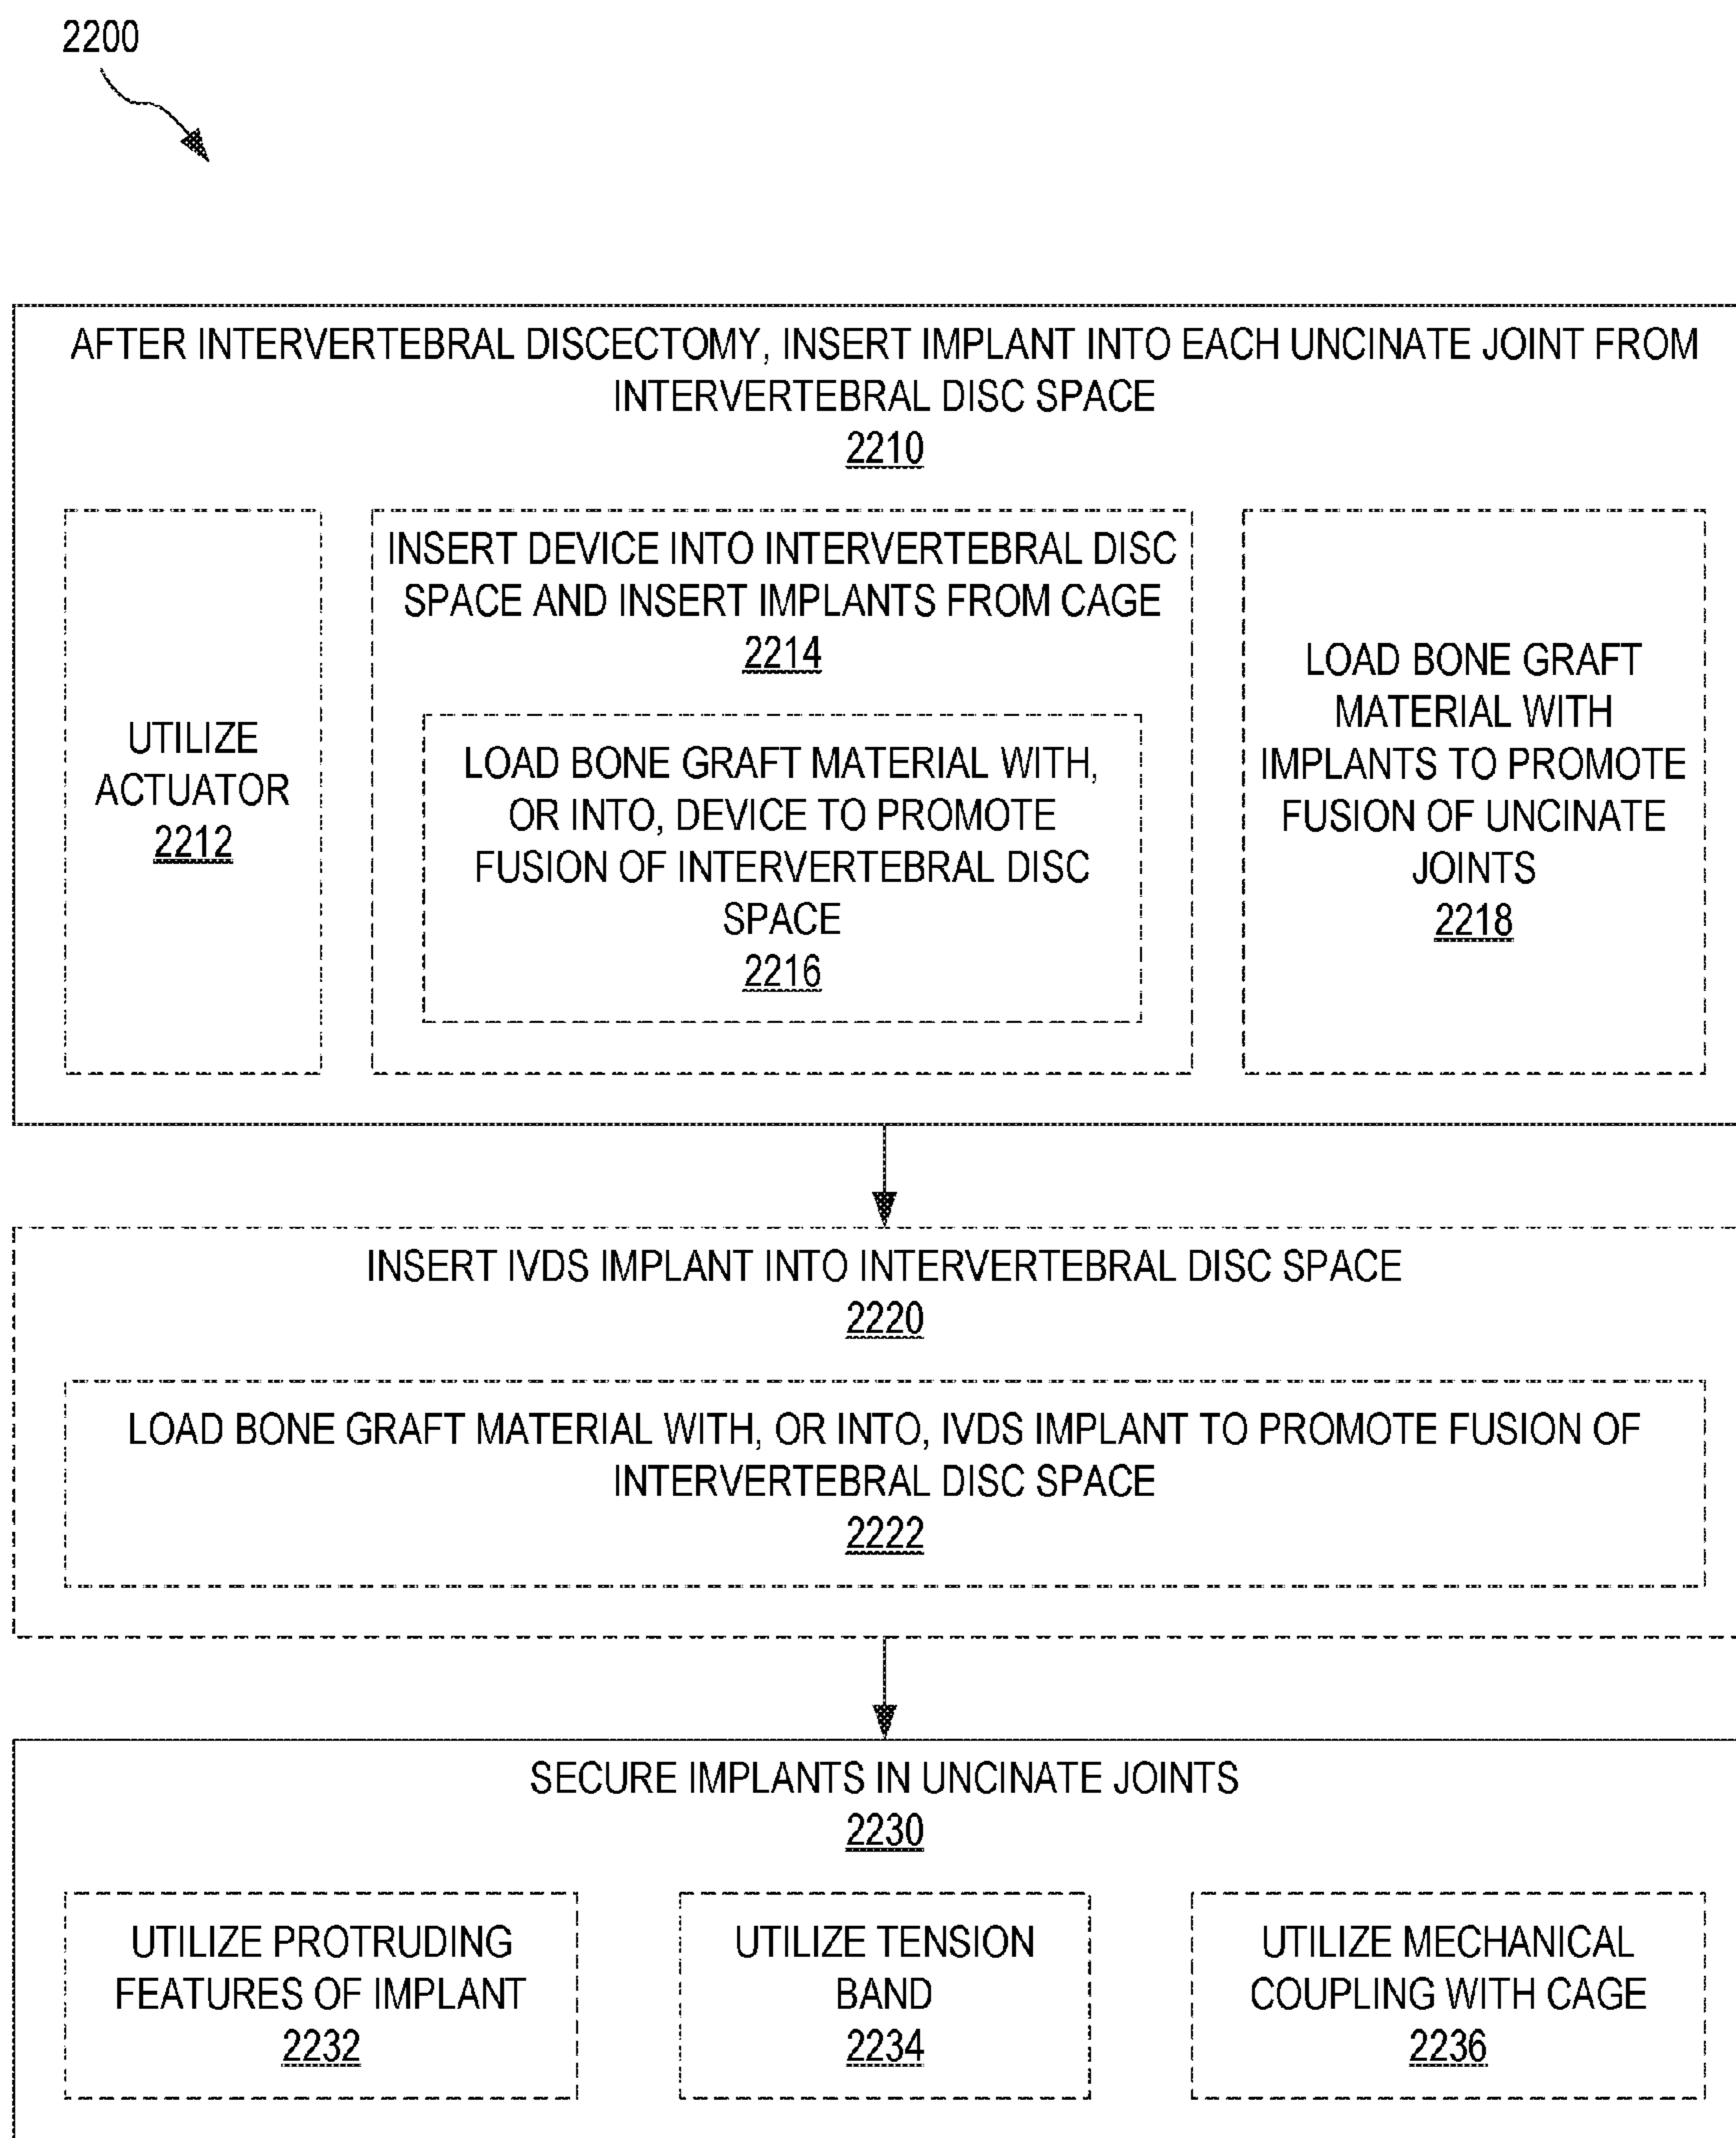 2200
AFTER INTERVERTEBRAL DISCECTOMY, INSERT IMPLANT INTO EACH UNCINATE JOINT FROM
INTERVERTEBRAL DISC SPACE
2210
UTILIZE
ACTUATOR
2212
INSERT DEVICE INTO INTERVERTEBRAL DISC
SPACE AND INSERT IMPLANTS FROM CAGE
2214
LOAD BONE GRAFT MATERIAL WITH,
OR INTO, DEVICE TO PROMOTE
FUSION OF INTERVERTEBRAL DISC
SPACE
2216
LOAD BONE GRAFT
MATERIAL WITH
IMPLANTS TO PROMOTE
FUSION OF UNCINATE
JOINTS
2218
INSERT IVDS IMPLANT INTO INTERVERTEBRAL DISC SPACE
2220
LOAD BONE GRAFT MATERIAL WITH, OR INTO, IVDS IMPLANT TO PROMOTE FUSION OF
INTERVERTEBRAL DISC SPACE
2222
SECURE IMPLANTS IN UNCINATE JOINTS
2230
UTILIZE PROTRUDING
FEATURES OF IMPLANT
2232
UTILIZE TENSION
BAND
2234
UTILIZE MECHANICAL
COUPLING WITH CAGE
2236